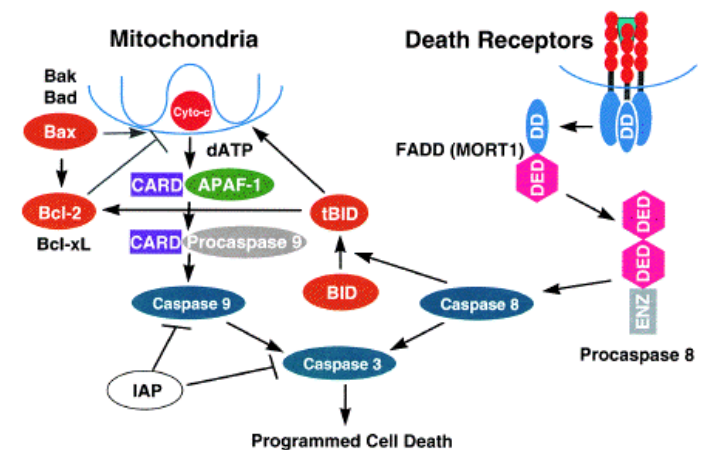 Mitochondria
Death Receptors
Bak
Bad
Bax
Cyto-c
dATP
CARD
APAF-1
FADD (MORT1)
DD
DD
DED
Bcl-2
Bcl-xL
tBID
CARD
Procaspase 9
DED
DED
ENZ
Procaspase 8
BID
Caspase 9
Caspase 8
IAP
Caspase 3
Programmed Cell Death